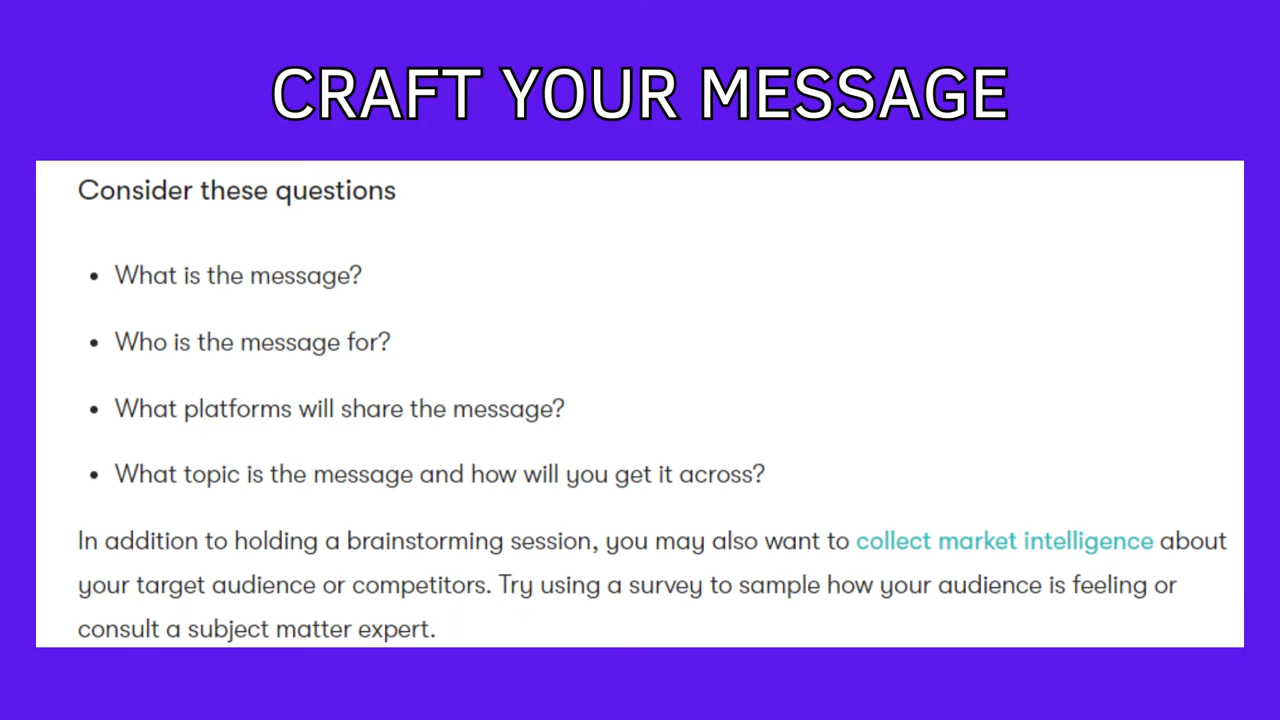 CRAFT YOUR MESSAGE
Consider these questions
• What is the message?
• Who is the message for?
• What platforms will share the message?
• What topic is the message and how will you get it across?
In addition to holding a brainstorming session, you may also want to collect market intelligence about
your target audience or competitors. Try using a survey to sample how your audience is feeling or
consult a subject matter expert.